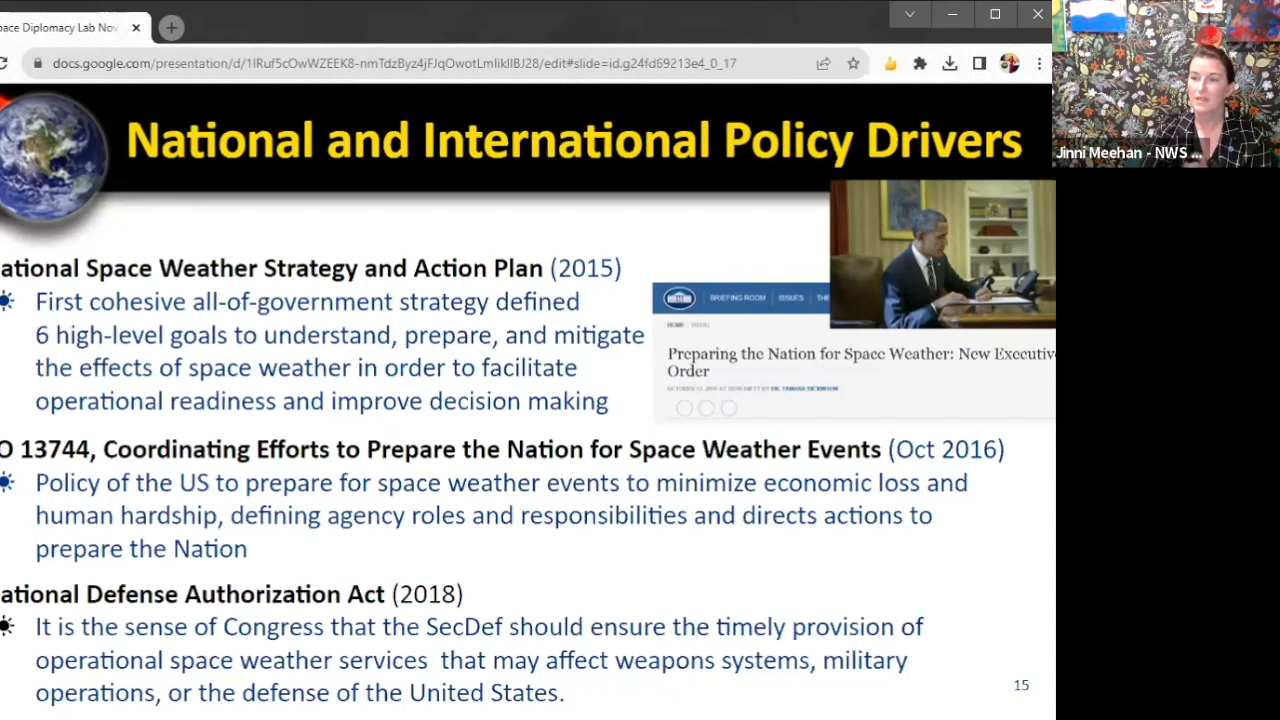 pace Diplomacy Lab Nov
docs.google.com/presentation/d/1IRuf5cOwWZEEK8-nmTdzByz4jFJqOwotLmliklIBJ28/edit#slide=id.g24fd69213e4_0_17
Jinni Meehan - NWS ...
National and International Policy Drivers
ational Space Weather Strategy and Action Plan (2015)
First cohesive all-of-government strategy defined
6 high-level goals to understand, prepare, and mitigate
the effects of space weather in order to facilitate
operational readiness and improve decision making
BRIEFING ROOM ISSUES THE
HOME
Preparing the Nation for Space Weather: New Executive
Order
O 13744, Coordinating Efforts to Prepare the Nation for Space Weather Events (Oct 2016)
Policy of the US to prepare for space weather events to minimize economic loss and
human hardship, defining agency roles and responsibilities and directs actions to
prepare the Nation
ational Defense Authorization Act (2018)
It is the sense of Congress that the SecDef should ensure the timely provision of
operational space weather services that may affect weapons systems, military
operations, or the defense of the United States.
15